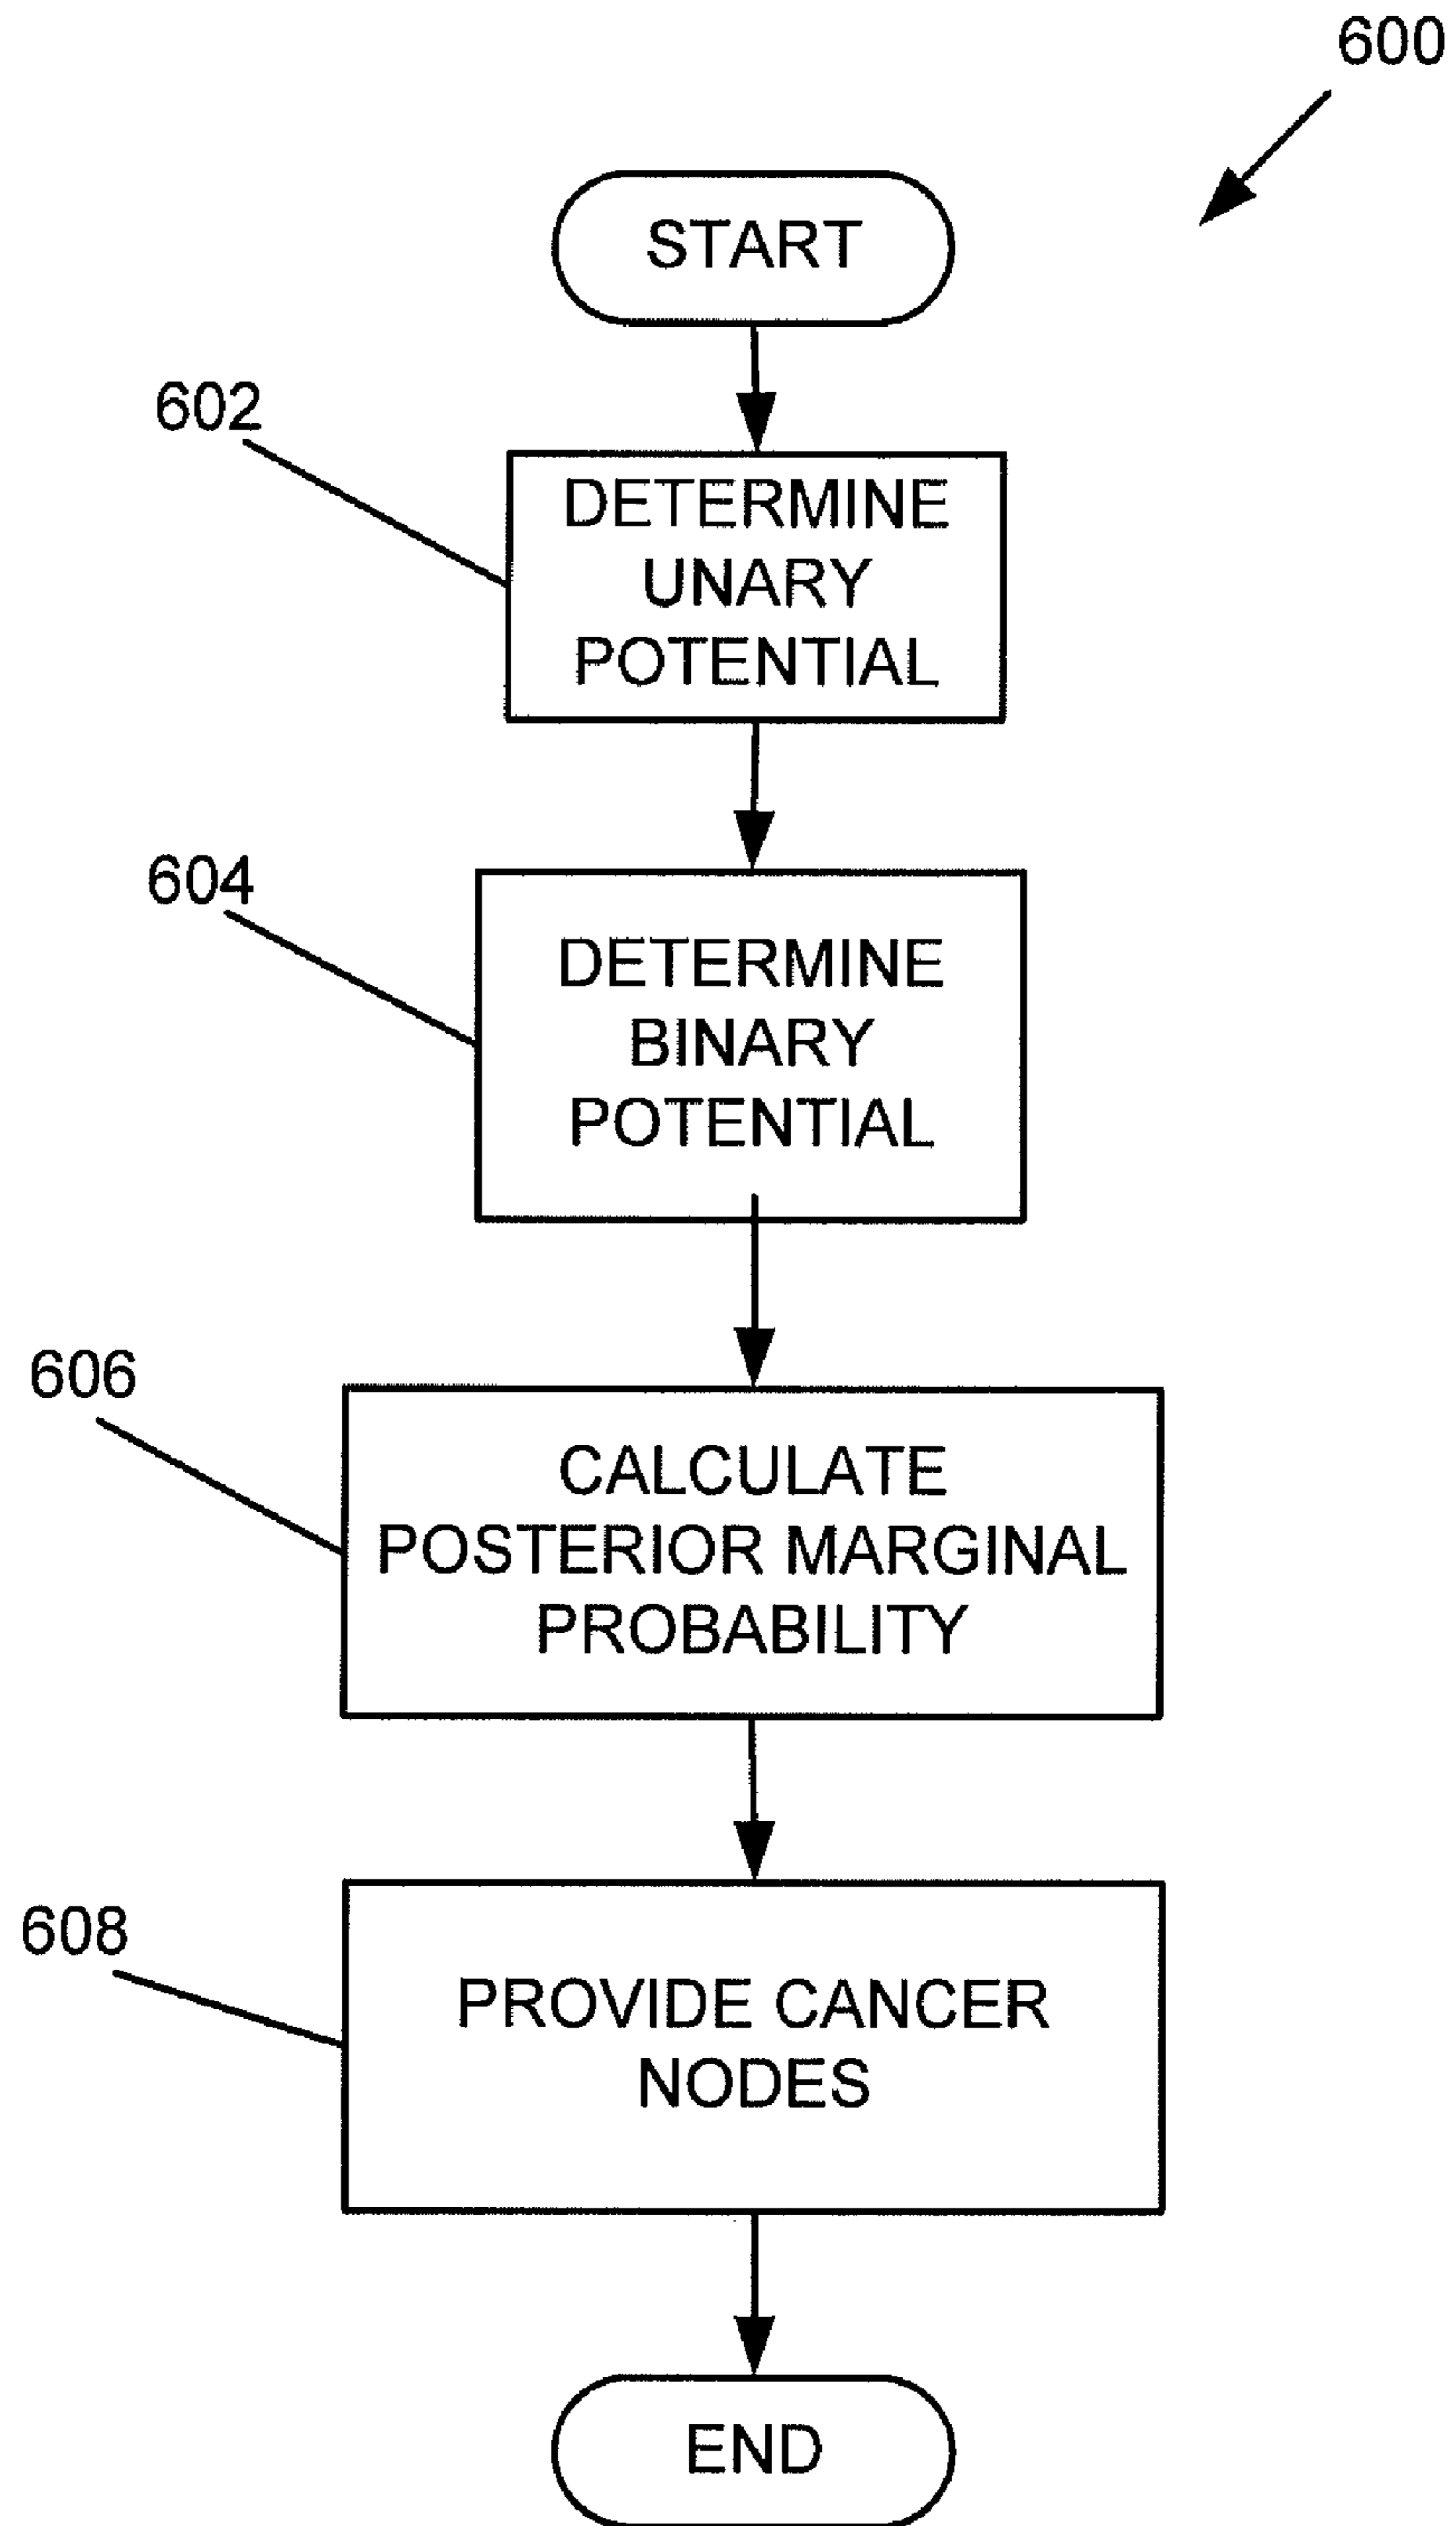 600
START
602
DETERMINE
UNARY
POTENTIAL
604
DETERMINE
BINARY
POTENTIAL
606
CALCULATE
POSTERIOR MARGINAL
PROBABILITY
608
PROVIDE CANCER
NODES
END